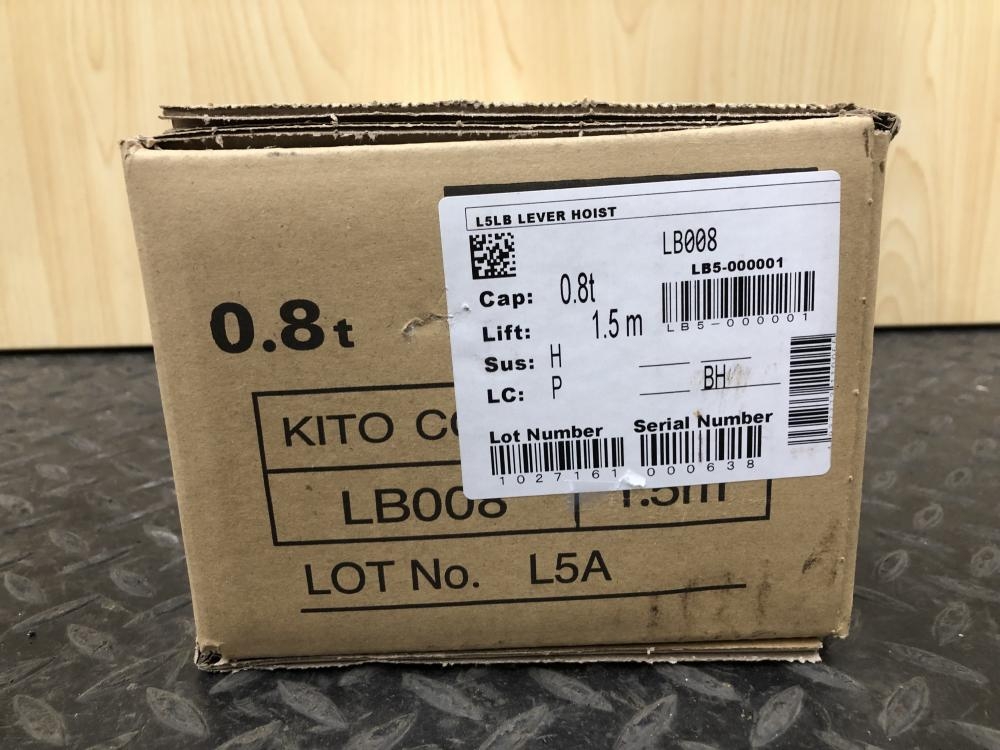 L5LB LEVER HOIST
LB008
LB5-000001
LB5-000001
Cap: 0.8t
Lift: 1.5 m
Sus: H
LC: P
BH
Lot Number
1027161
Serial Number
000638
0.8t
KITO CO
LB008 1.5m
LOT No. L5A